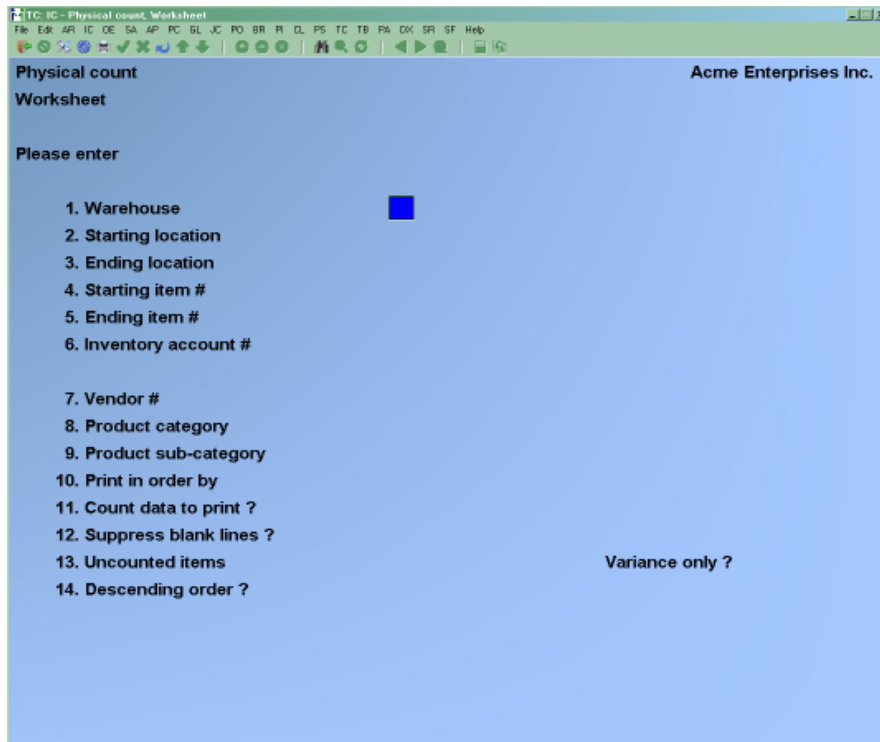 TC: IC - Physical count, Worksheet
File Edit AR IC OE SA AP PC GL JC PO BR PI CL PS TC TB PA DX SR SF Help
Physical count Acme Enterprises Inc.
Worksheet
Please enter
1. Warehouse
2. Starting location
3. Ending location
4. Starting item #
5. Ending item #
6. Inventory account #
7. Vendor #
8. Product category
9. Product sub-category
10. Print in order by
11. Count data to print ?
12. Suppress blank lines ?
13. Uncounted items Variance only ?
14. Descending order ?